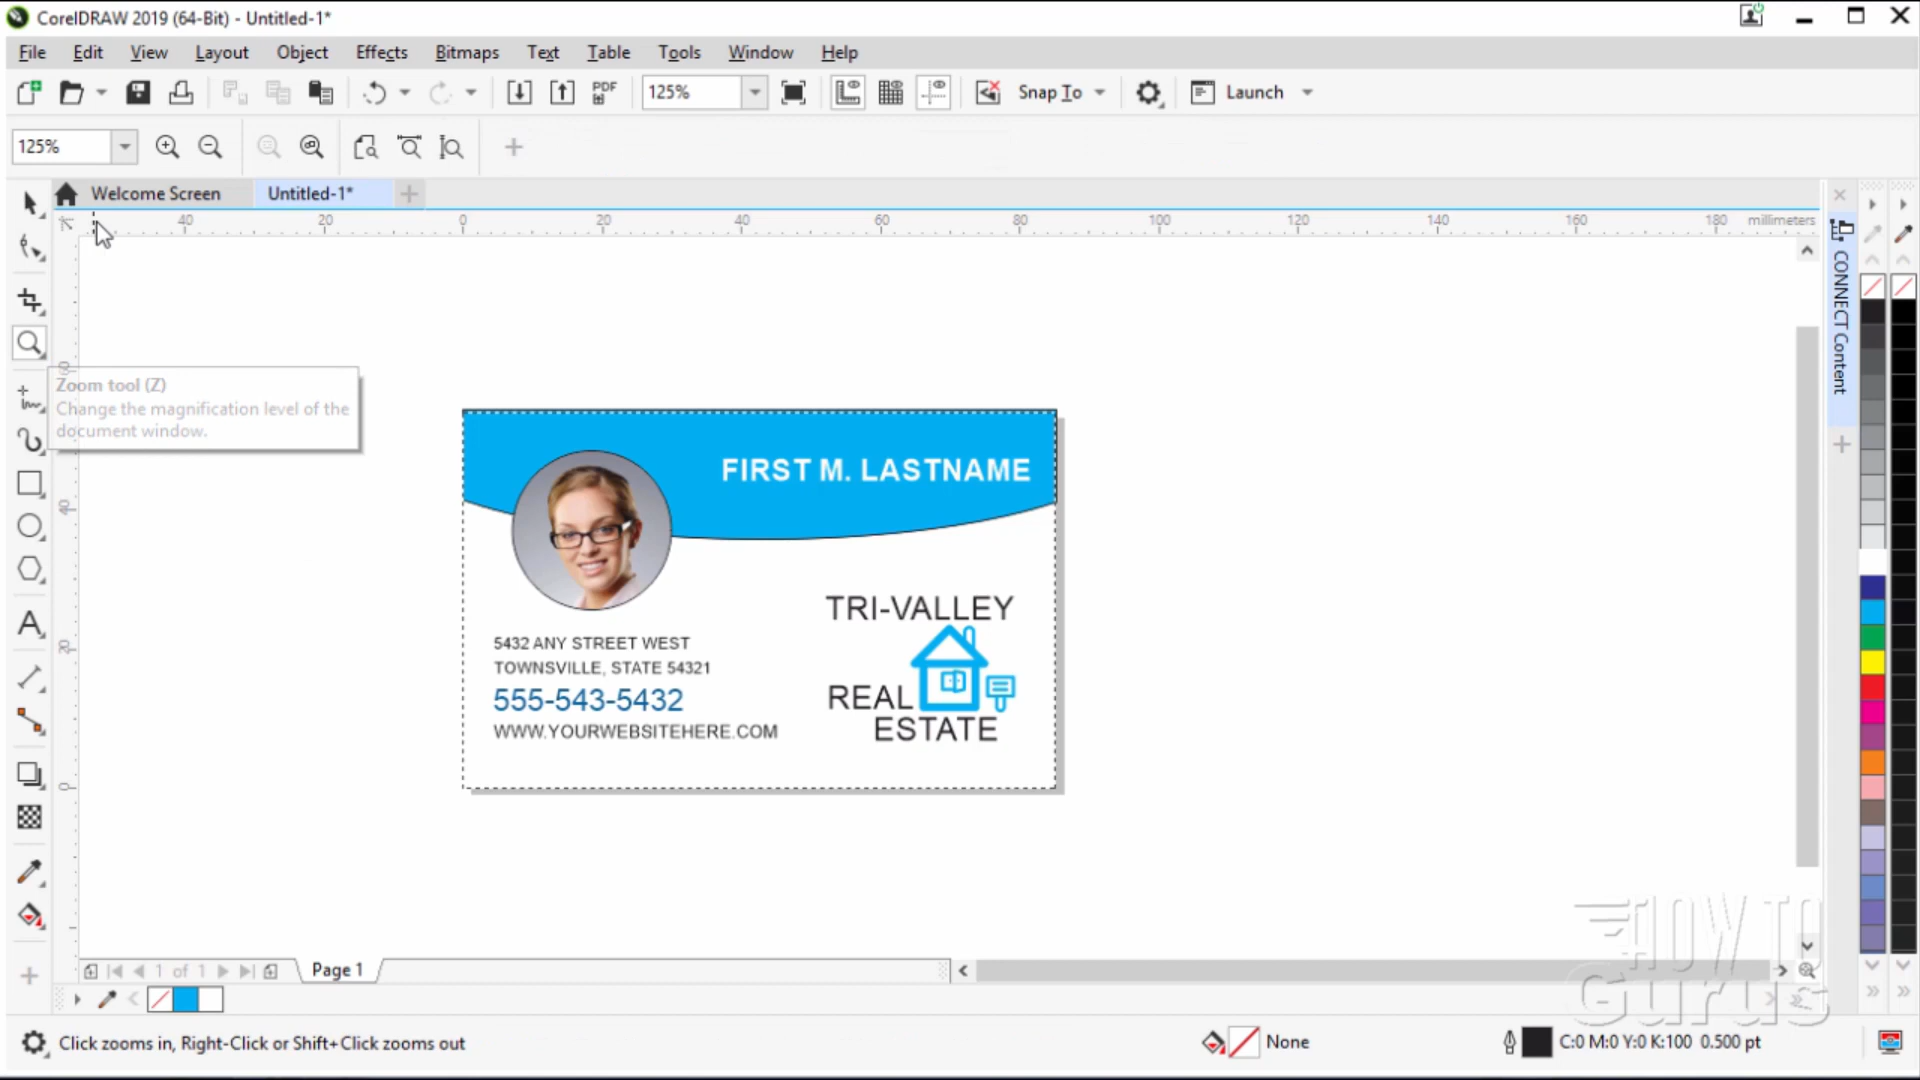 CorelDRAW 2019 (64-Bit) - Untitled-1*
File Edit View Layout Object Effects Bitmaps Text Table Tools Window Help
PDF 125% Snap To Launch
125%
Welcome Screen Untitled-1*
40 20 0 20 40 60 80 100 120 140 160 180 millimeters
CONNECT Content
60
Zoom tool (Z)
Change the magnification level of the
document window.
40
20
0
FIRST M. LASTNAME
TRI-VALLEY
REAL
ESTATE
5432 ANY STREET WEST
TOWNSVILLE, STATE 54321
555-543-5432
WWW.YOURWEBSITEHERE.COM
HOW TO
Gurus
1 of 1 Page 1
Click zooms in, Right-Click or Shift+Click zooms out None C:0 M:0 Y:0 K:100 0.500 pt